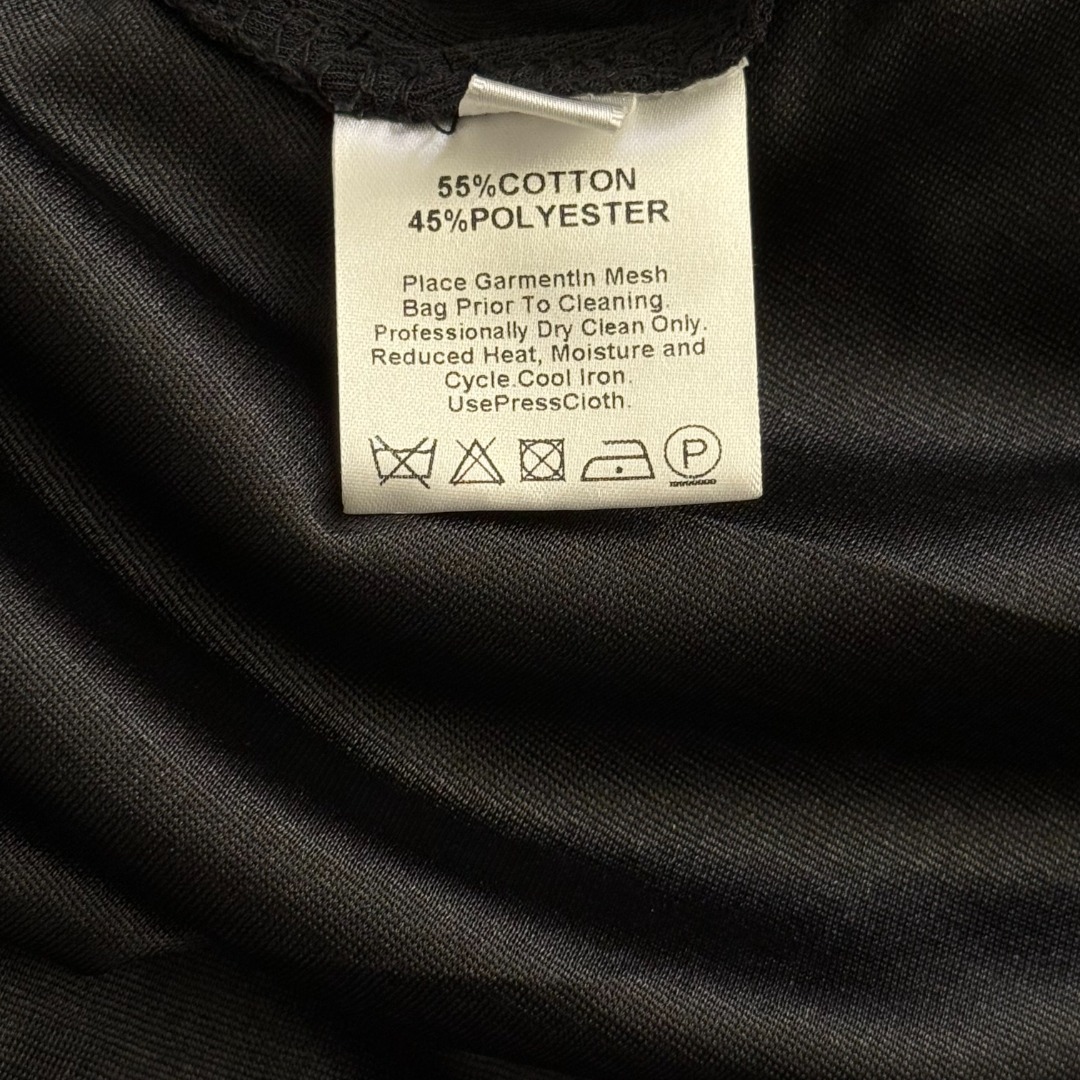 55%COTTON
45%POLYESTER
Place GarmentIn Mesh
Bag Prior To Cleaning.
Professionally Dry Clean Only.
Reduced Heat, Moisture and
Cycle.Cool Iron.
UsePressCloth.
P